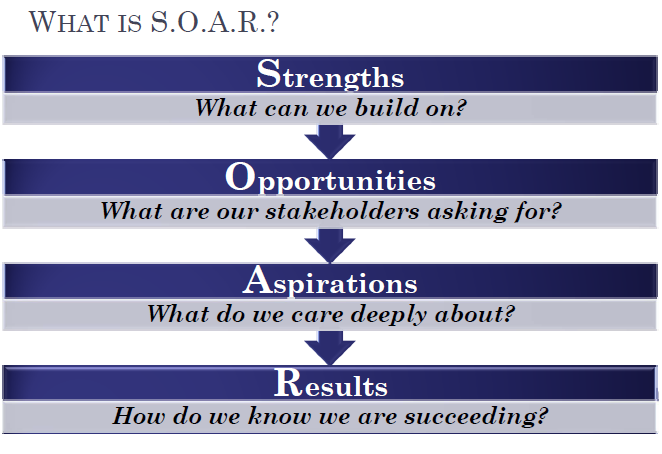 WHAT IS S.O.A.R.?
Strengths
What can we build on?
Opportunities
What are our stakeholders asking for?
Aspirations
What do we care deeply about?
Results
How do we know we are succeeding?